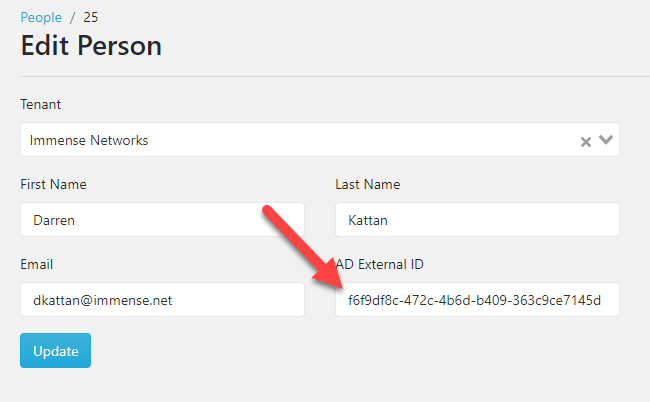 People / 25
Edit Person
Tenant
Immense Networks
First Name Last Name
Darren Kattan
Email AD External ID
dkattan@immense.net f6f9df8c-472c-4b6d-b409-363c9ce7145d
Update